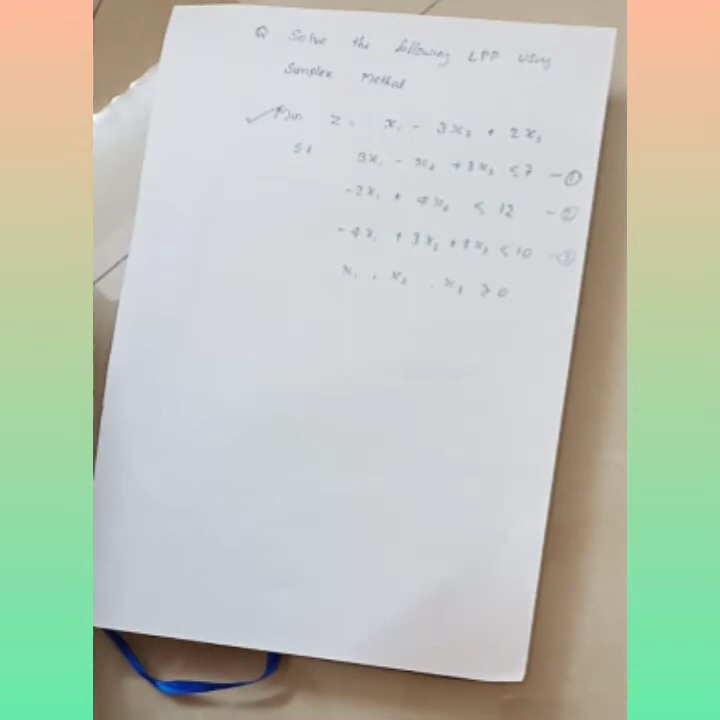 Q Solve the following LPP using
Simplex Method
✓ Min Z = x₁ - 3x₂ + 2x₃
St 3x₁ - x₂ + 3x₃ ≤ 7 - ①
-2x₁ + 4x₂ ≤ 12 - ②
-4x₁ + 3x₂ + 8x₃ ≤ 10 - ③
x₁, x₂, x₃ ≥ 0